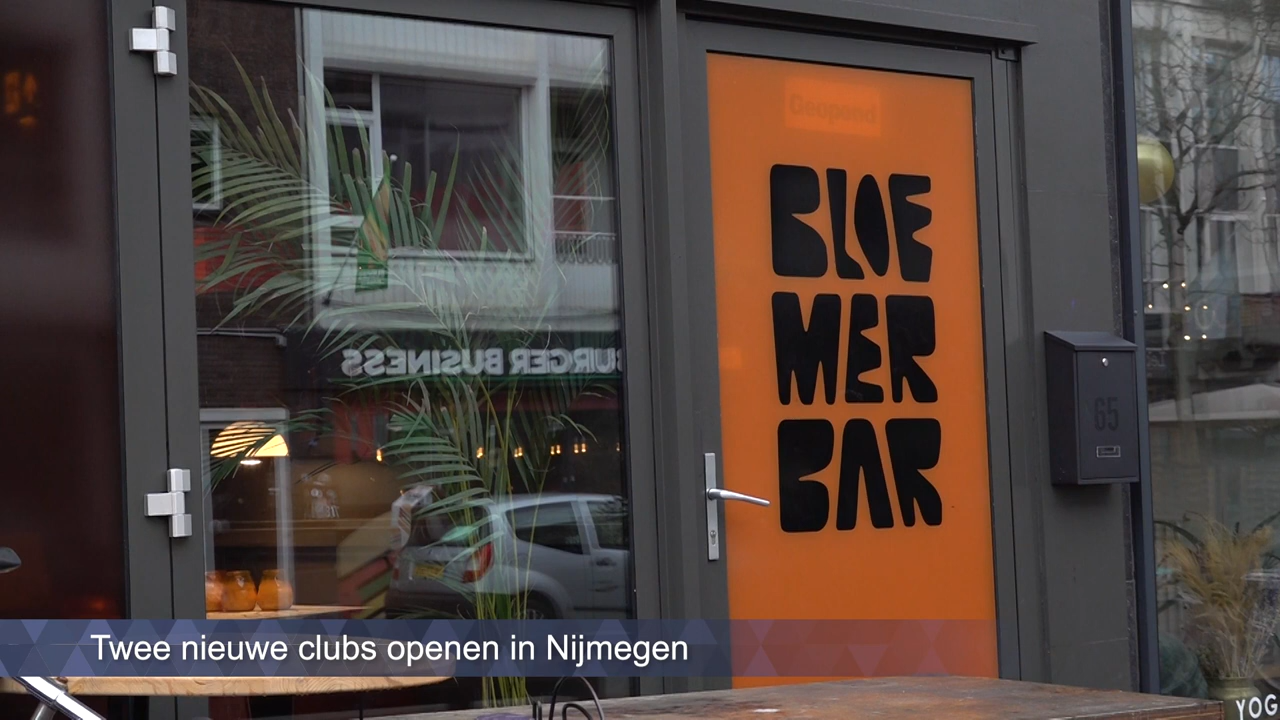 Geopend
BLOE
MER
BAR
BURGER BUSINESS
65
Twee nieuwe clubs openen in Nijmegen
YOG